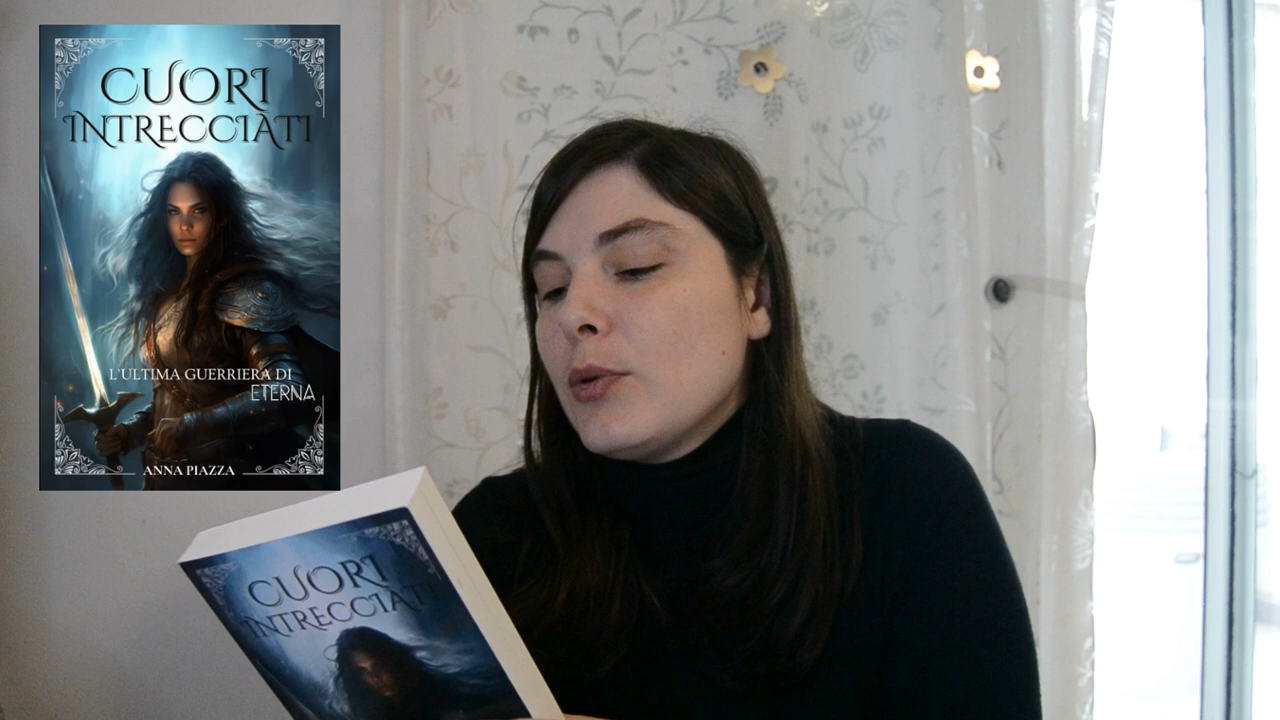 CUORI
INTRECCIATI
L'ULTIMA GUERRIERA DI
ETERNA
ANNA PIAZZA
CUORI
INTRECCIATI